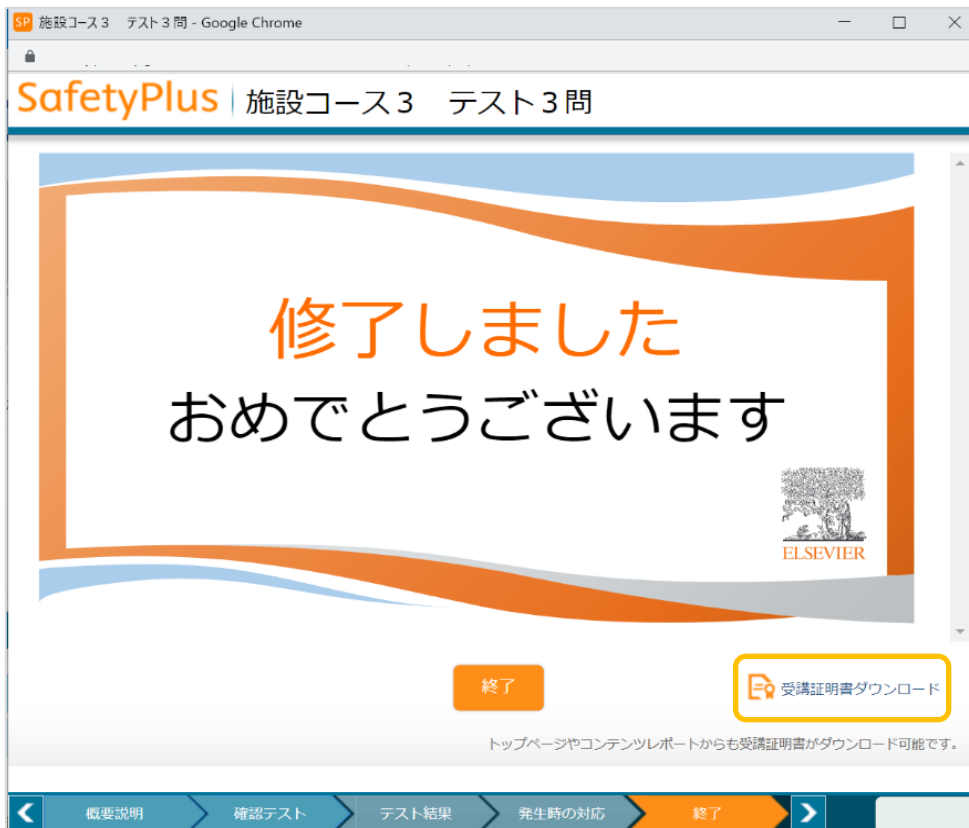 SP 施設コース3　テスト3問 - Google Chrome
SafetyPlus 施設コース3　テスト3問
修了しました
おめでとうございます
ELSEVIER
終了
受講証明書ダウンロード
トップページやコンテンツレポートからも受講証明書がダウンロード可能です。
概要説明 確認テスト テスト結果 発生時の対応 終了